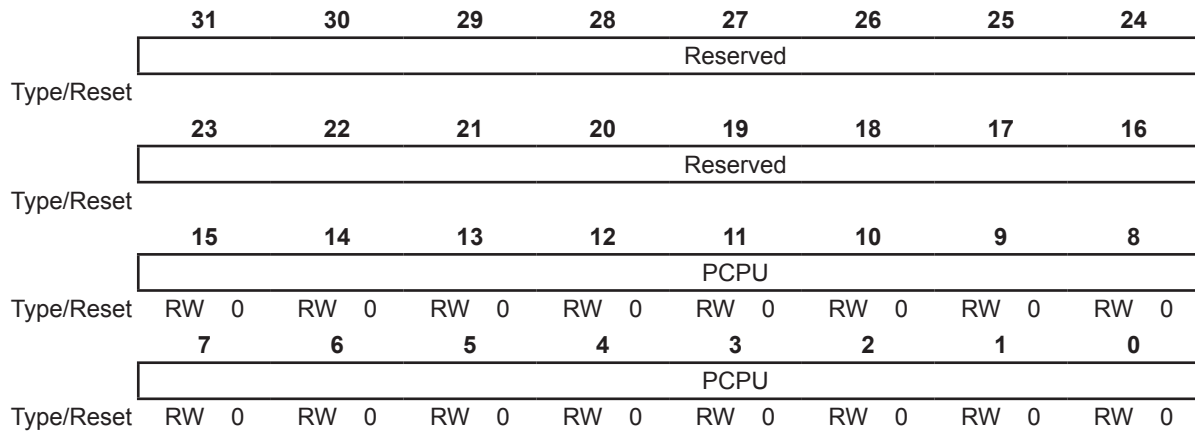 31 30 29 28 27 26 25 24
Reserved
Type/Reset
23 22 21 20 19 18 17 16
Reserved
Type/Reset
15 14 13 12 11 10 9 8
PCPU
Type/Reset RW 0 RW 0 RW 0 RW 0 RW 0 RW 0 RW 0 RW 0
7 6 5 4 3 2 1 0
PCPU
Type/Reset RW 0 RW 0 RW 0 RW 0 RW 0 RW 0 RW 0 RW 0